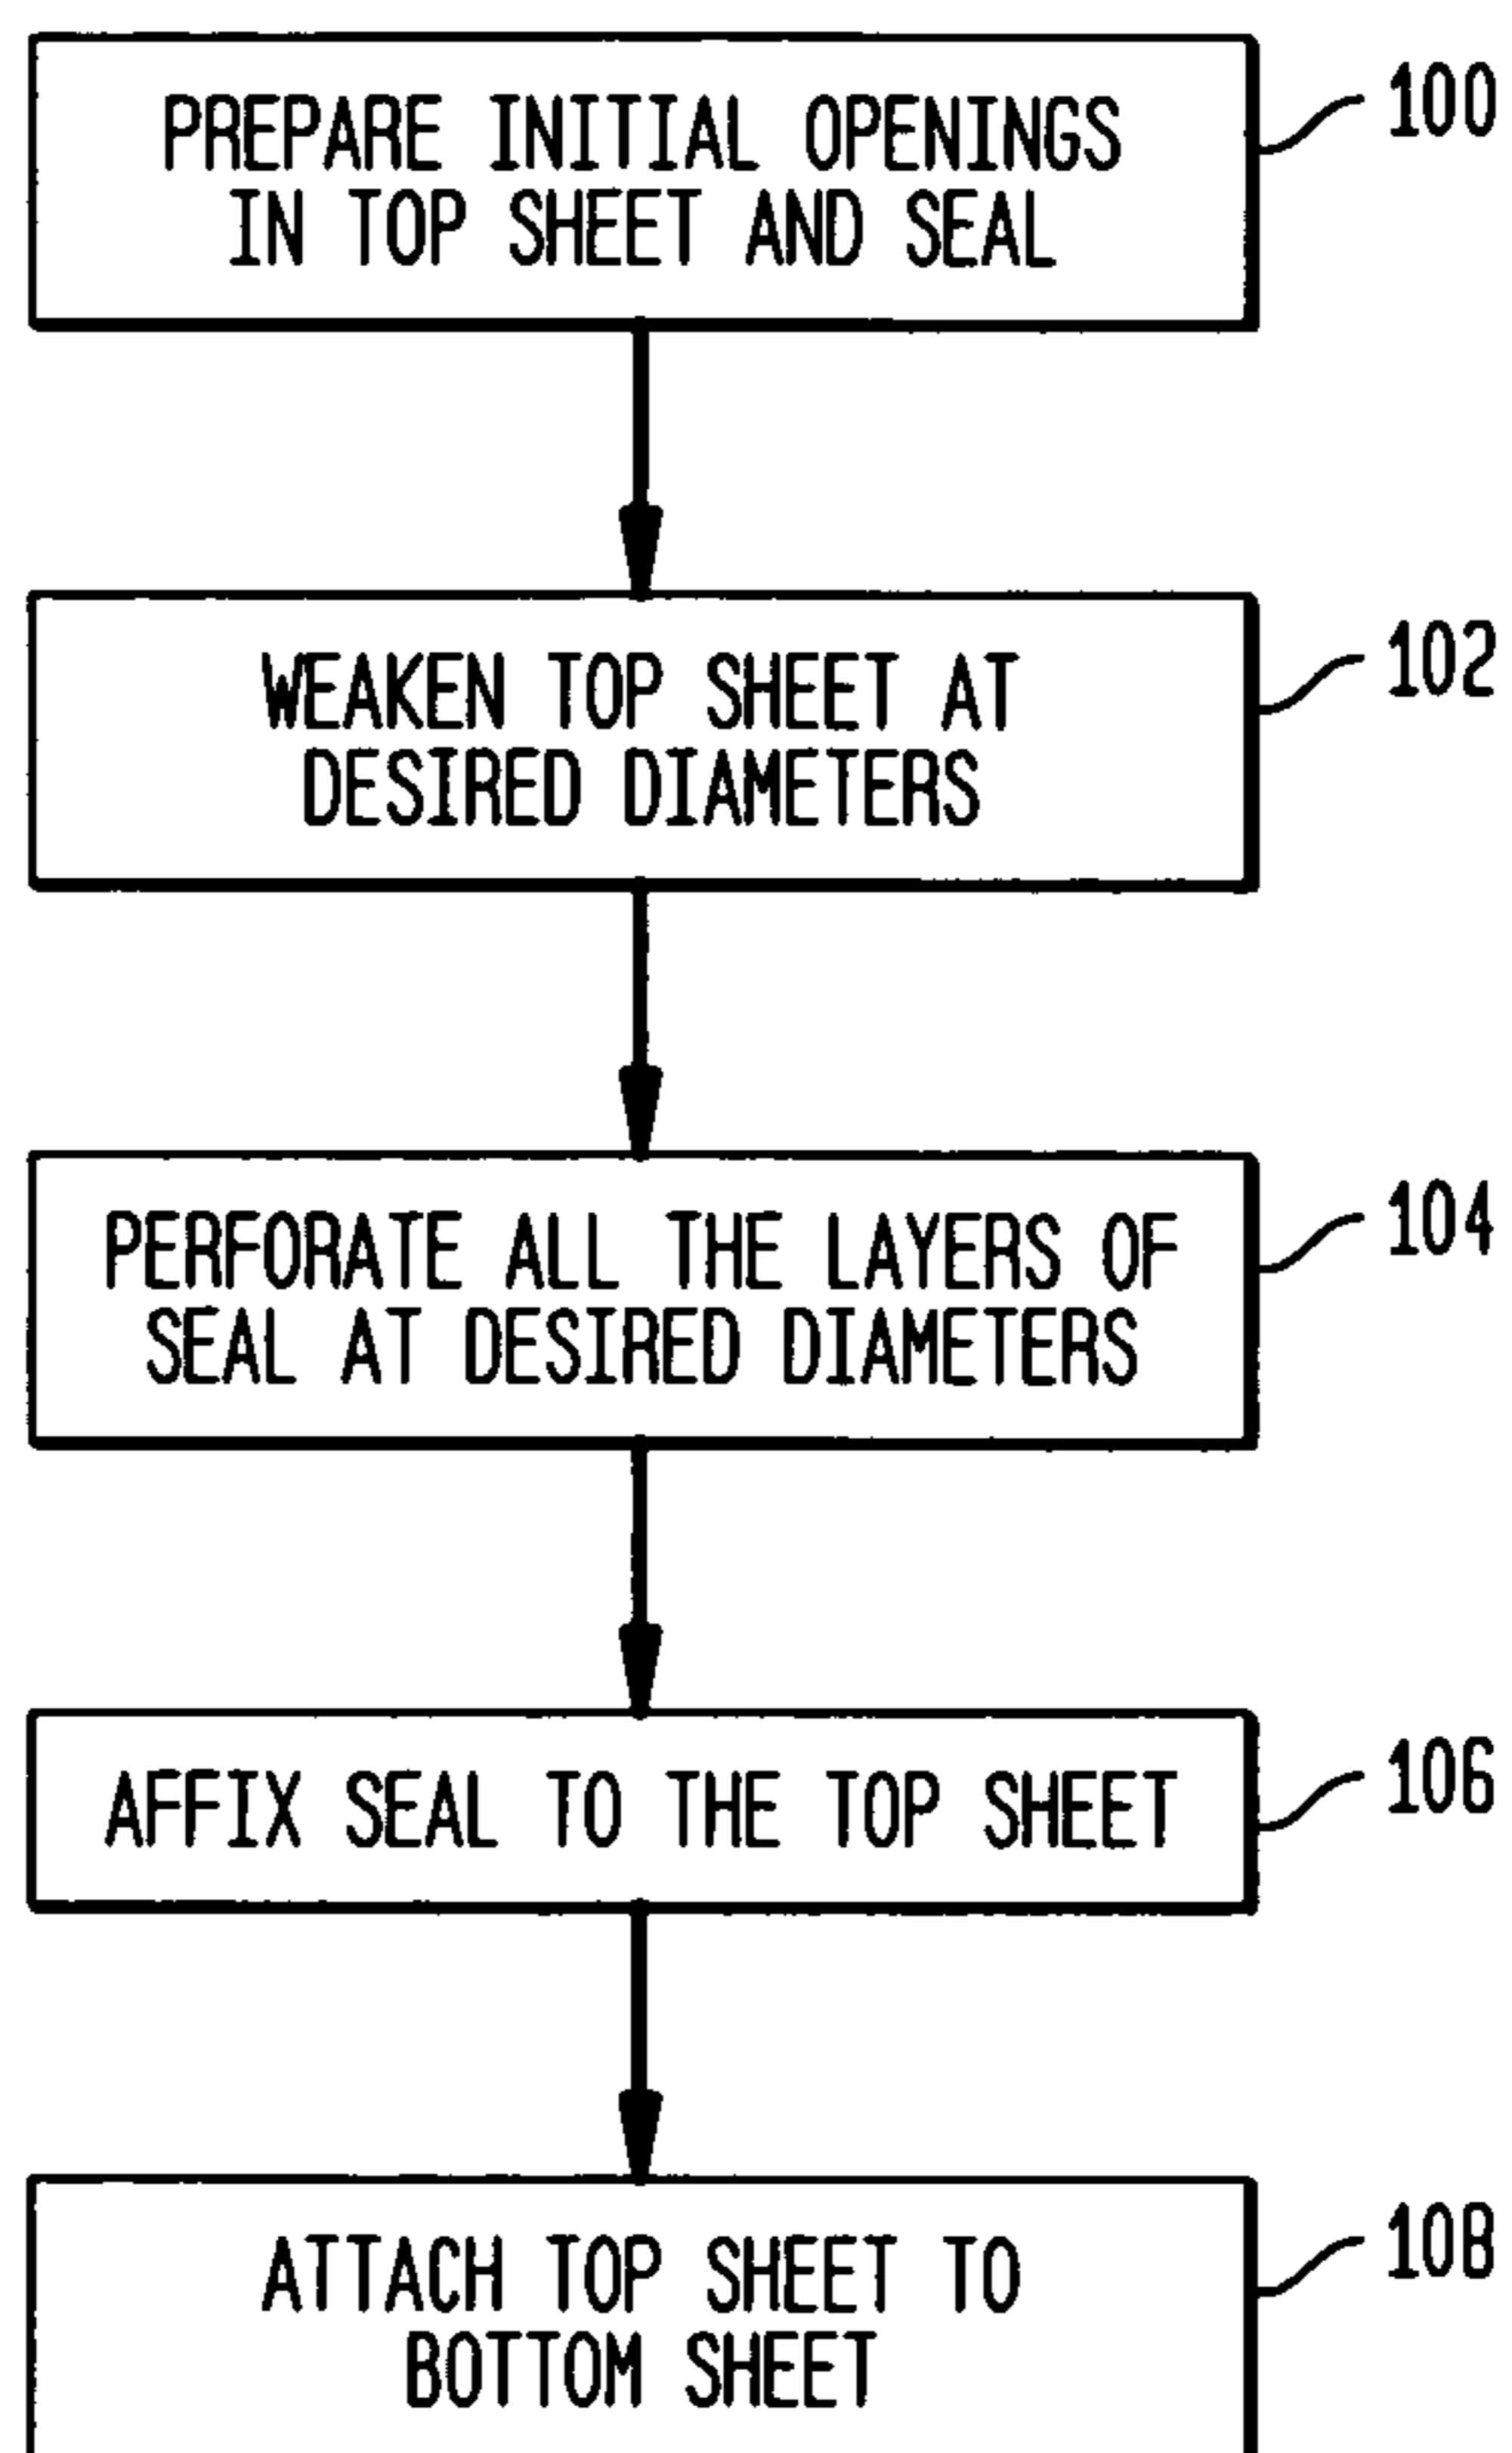 PREPARE INITIAL OPENINGS
IN TOP SHEET AND SEAL
100
WEAKEN TOP SHEET AT
DESIRED DIAMETERS
102
PERFORATE ALL THE LAYERS OF
SEAL AT DESIRED DIAMETERS
104
AFFIX SEAL TO THE TOP SHEET
106
ATTACH TOP SHEET TO
BOTTOM SHEET
108